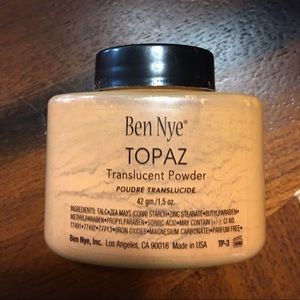 Ben Nye®
TOPAZ
Translucent Powder
POUDRE TRANSLUCIDE
42 gm./1.5 oz.
INGREDIENTS: TALC•ZEA MAYS (CORN) STARCH•ZINC STEARATE•BUTYLPARABEN•
METHYLPARABEN•PROPYLPARABEN•SORBIC ACID•MAY CONTAIN (+/-): CI NO.
77491•77492•77713•(IRON OXIDES•MAGNESIUM CARBONATE)•PARFUM FREE•
Ben Nye, Inc. Los Angeles, CA 90016 Made in USA TP-3